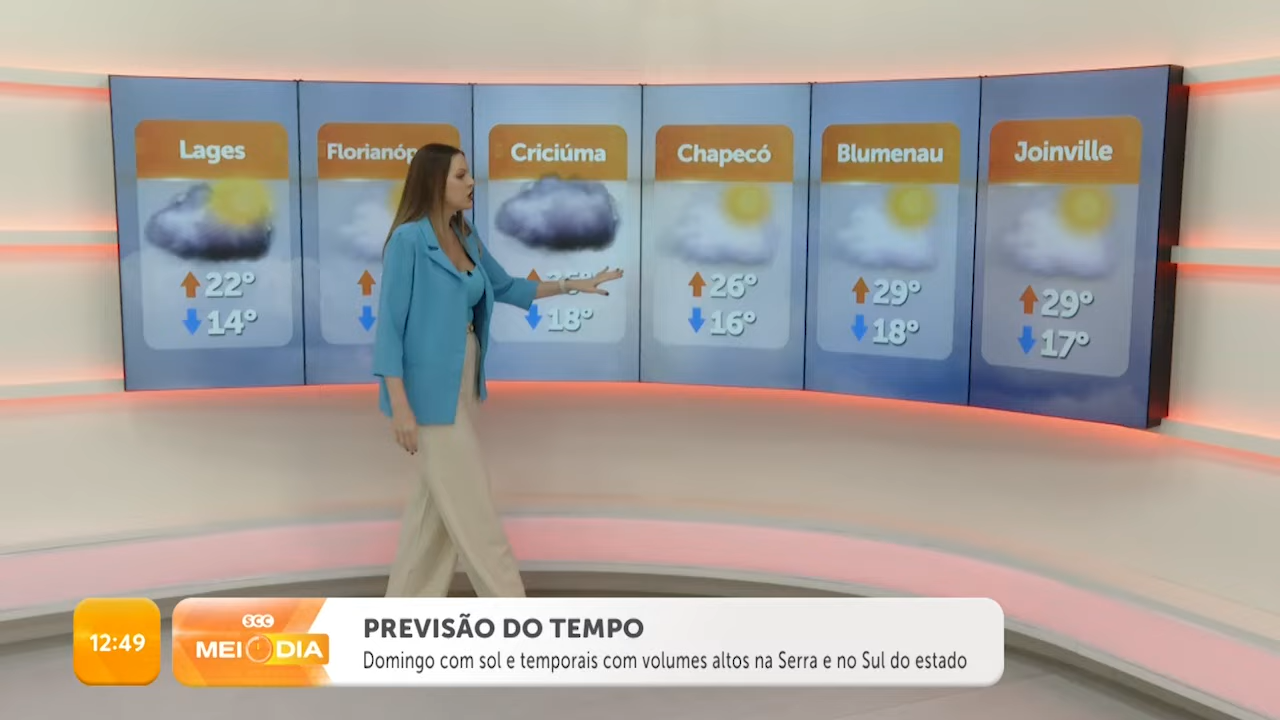 Lages
22°
14°
Criciúma
18°
Chapecó
26°
16°
Blumenau
29°
18°
Joinville
29°
17°
12:49
scc
MEIO DIA
PREVISÃO DO TEMPO
Domingo com sol e temporais com volumes altos na Serra e no Sul do estado